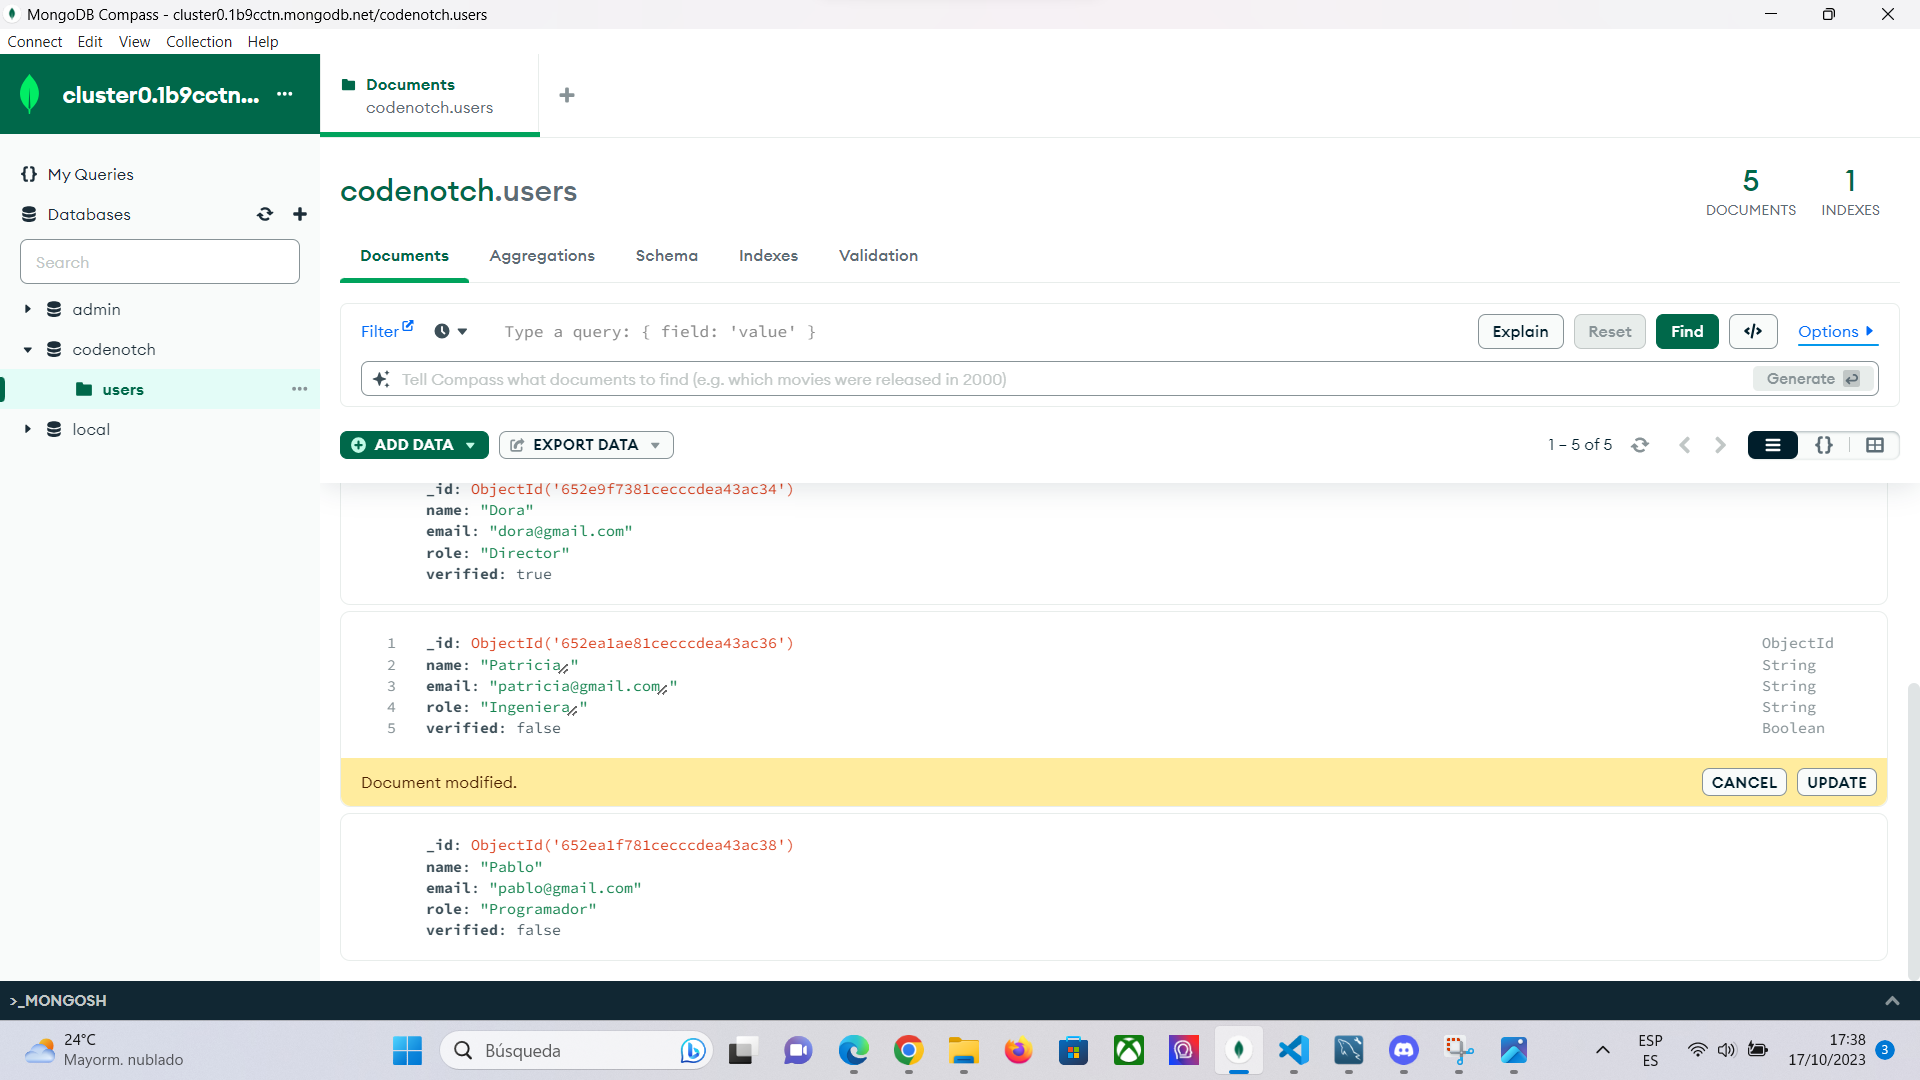 MongoDB Compass - cluster0.1b9cctn.mongodb.net/codenotch.users
Connect Edit View Collection Help
cluster0.1b9cctn... ...
Documents
codenotch.users
My Queries
Databases
Search
admin
codenotch
users ...
local
codenotch.users
5
DOCUMENTS
1
INDEXES
Documents Aggregations Schema Indexes Validation
Filter
Type a query: { field: 'value' }
Explain Reset Find </> Options
Tell Compass what documents to find (e.g. which movies were released in 2000)
Generate
ADD DATA EXPORT DATA
1 – 5 of 5
{}
_id: ObjectId('652e9f7381cecccdea43ac34')
name: "Dora"
email: "dora@gmail.com"
role: "Director"
verified: true
1 _id: ObjectId('652ea1ae81cecccdea43ac36') ObjectId
2 name: "Patricia" String
3 email: "patricia@gmail.com" String
4 role: "Ingeniera" String
5 verified: false Boolean
Document modified.
CANCEL UPDATE
_id: ObjectId('652ea1f781cecccdea43ac38')
name: "Pablo"
email: "pablo@gmail.com"
role: "Programador"
verified: false
>_MONGOSH
24°C
Mayorm. nublado
Búsqueda
ESP
ES
17:38
17/10/2023
3